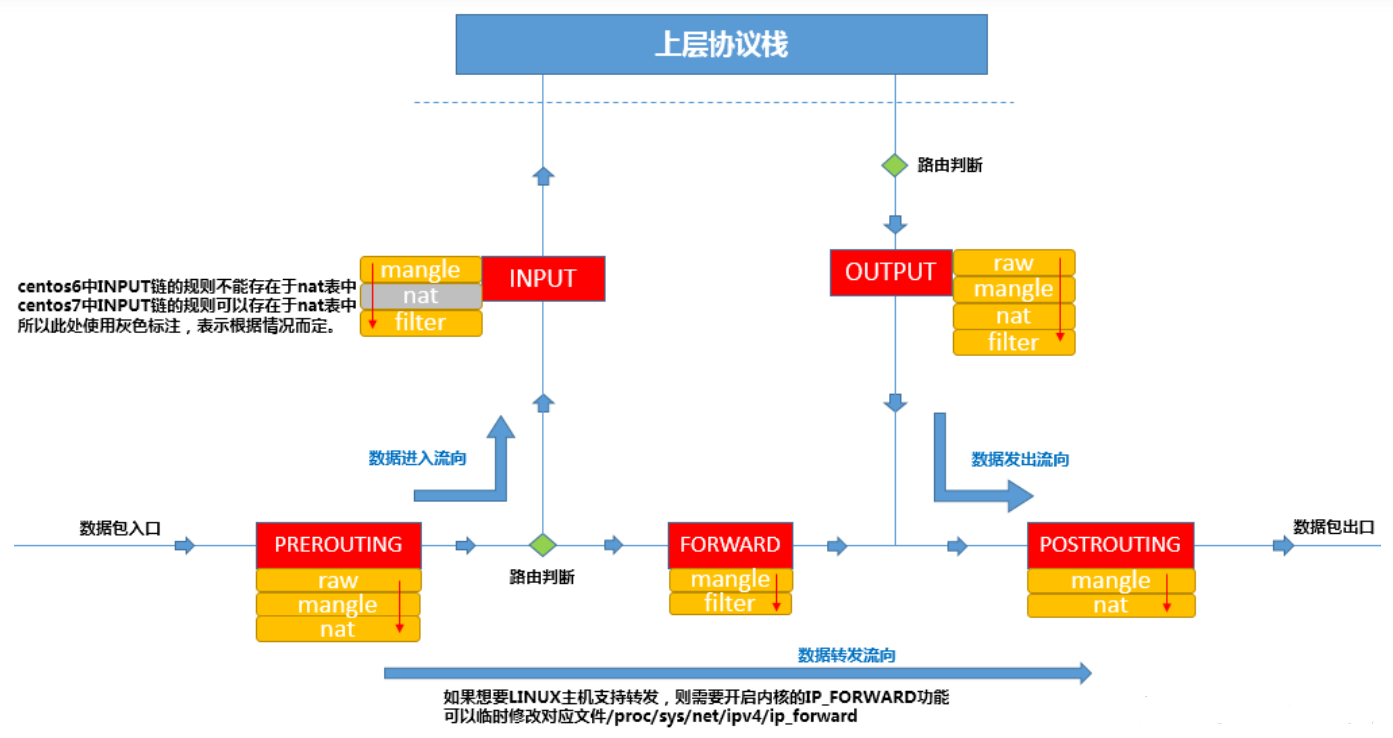 上层协议栈
路由判断
mangle
nat
filter
INPUT
OUTPUT
raw
mangle
nat
filter
centos6中INPUT链的规则不能存在于nat表中
centos7中INPUT链的规则可以存在于nat表中
所以此处使用灰色标注，表示根据情况而定。
数据进入流向
数据发出流向
数据包入口
PREROUTING
raw
mangle
nat
路由判断
FORWARD
mangle
filter
POSTROUTING
mangle
nat
数据包出口
数据转发流向
如果想要LINUX主机支持转发，则需要开启内核的IP_FORWARD功能
可以临时修改对应文件/proc/sys/net/ipv4/ip_forward